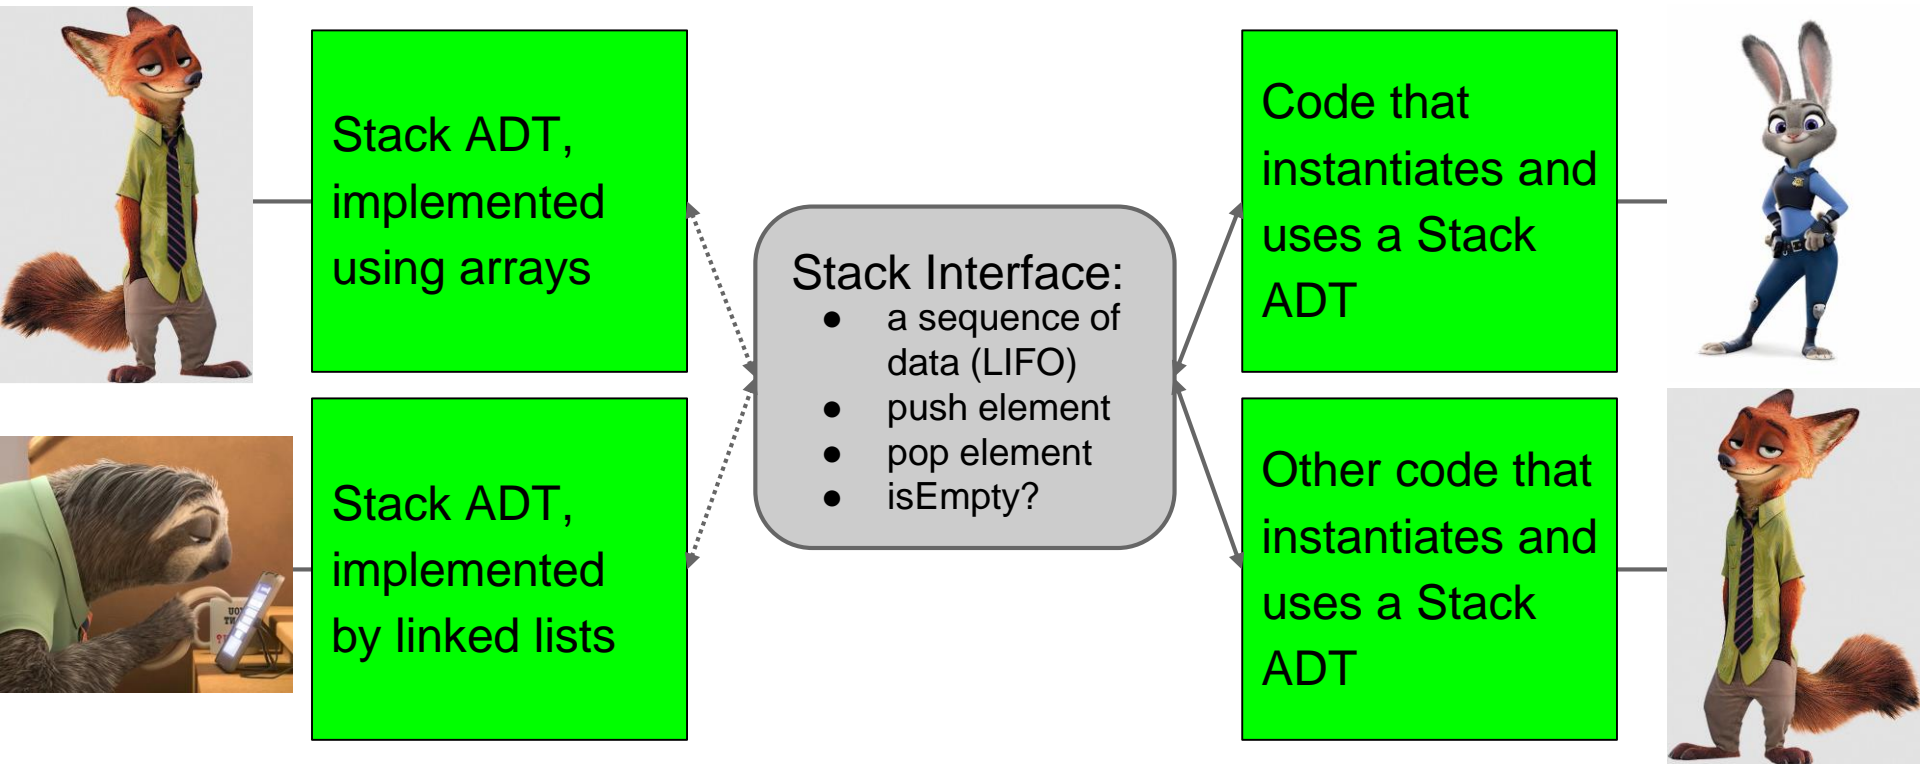 Stack ADT,
implemented
using arrays
Stack ADT,
implemented
by linked lists
Stack Interface:
● a sequence of
data (LIFO)
● push element
● pop element
● isEmpty?
Code that
instantiates and
uses a Stack
ADT
Other code that
instantiates and
uses a Stack
ADT